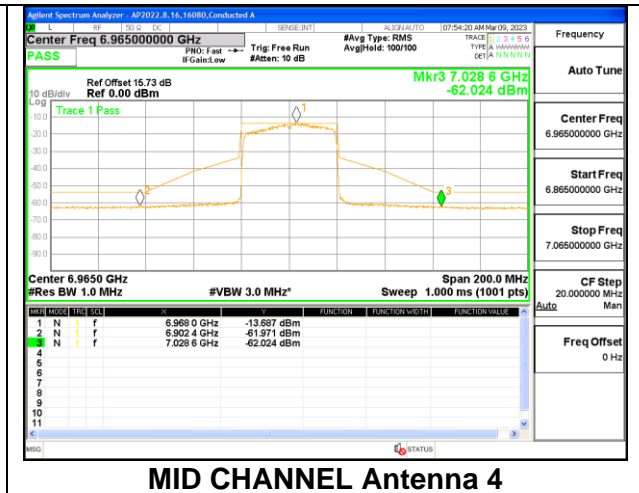 Agilent Spectrum Analyzer - AP2022.8.16,16080,Conducted A
L RF 50 Ω DC SENSE:INT ALIGN AUTO 07:54:20 AM Mar 09, 2023
Center Freq 6.965000000 GHz #Avg Type: RMS TRACE 1 2 3 4 5 6
PASS PNO: Fast Trig: Free Run Avg|Hold: 100/100 TYPE A WWWWW
IFGain:Low #Atten: 10 dB DET A N N N N N
Ref Offset 15.73 dB Mkr3 7.028 6 GHz
10 dB/div Ref 0.00 dBm -62.024 dBm
Log
Trace 1 Pass
-10.0
-20.0
-30.0
-40.0
-50.0
-60.0
-70.0
-80.0
-90.0
1
2
3
Center 6.9650 GHz Span 200.0 MHz
#Res BW 1.0 MHz #VBW 3.0 MHz* Sweep 1.000 ms (1001 pts)
MKR MODE TRC SCL X Y FUNCTION FUNCTION WIDTH FUNCTION VALUE
1 N 1 f 6.968 0 GHz -13.687 dBm
2 N 1 f 6.902 4 GHz -61.971 dBm
3 N 1 f 7.028 6 GHz -62.024 dBm
4
5
6
7
8
9
10
11
MSG STATUS
Frequency
Auto Tune
Center Freq
6.965000000 GHz
Start Freq
6.865000000 GHz
Stop Freq
7.065000000 GHz
CF Step
20.000000 MHz
Auto Man
Freq Offset
0 Hz
MID CHANNEL Antenna 4